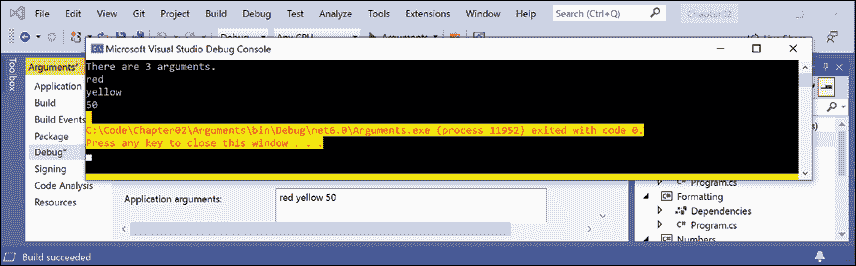 File Edit View Git Project Build Debug Test Analyze Tools Extensions Window Help Search (Ctrl+Q) Chapter02
Arguments
Microsoft Visual Studio Debug Console
Toolbox
Arguments*
There are 3 arguments.
red
yellow
50
C:\Code\Chapter02\Arguments\bin\Debug\net6.0\Arguments.exe (process 11952) exited with code 0.
Press any key to close this window . . .
Application
Build
Build Events
Package
Debug*
Signing
Code Analysis
Resources
Application arguments:
red yellow 50
Program.cs
Formatting
Dependencies
Program.cs
Numbers
Build succeeded